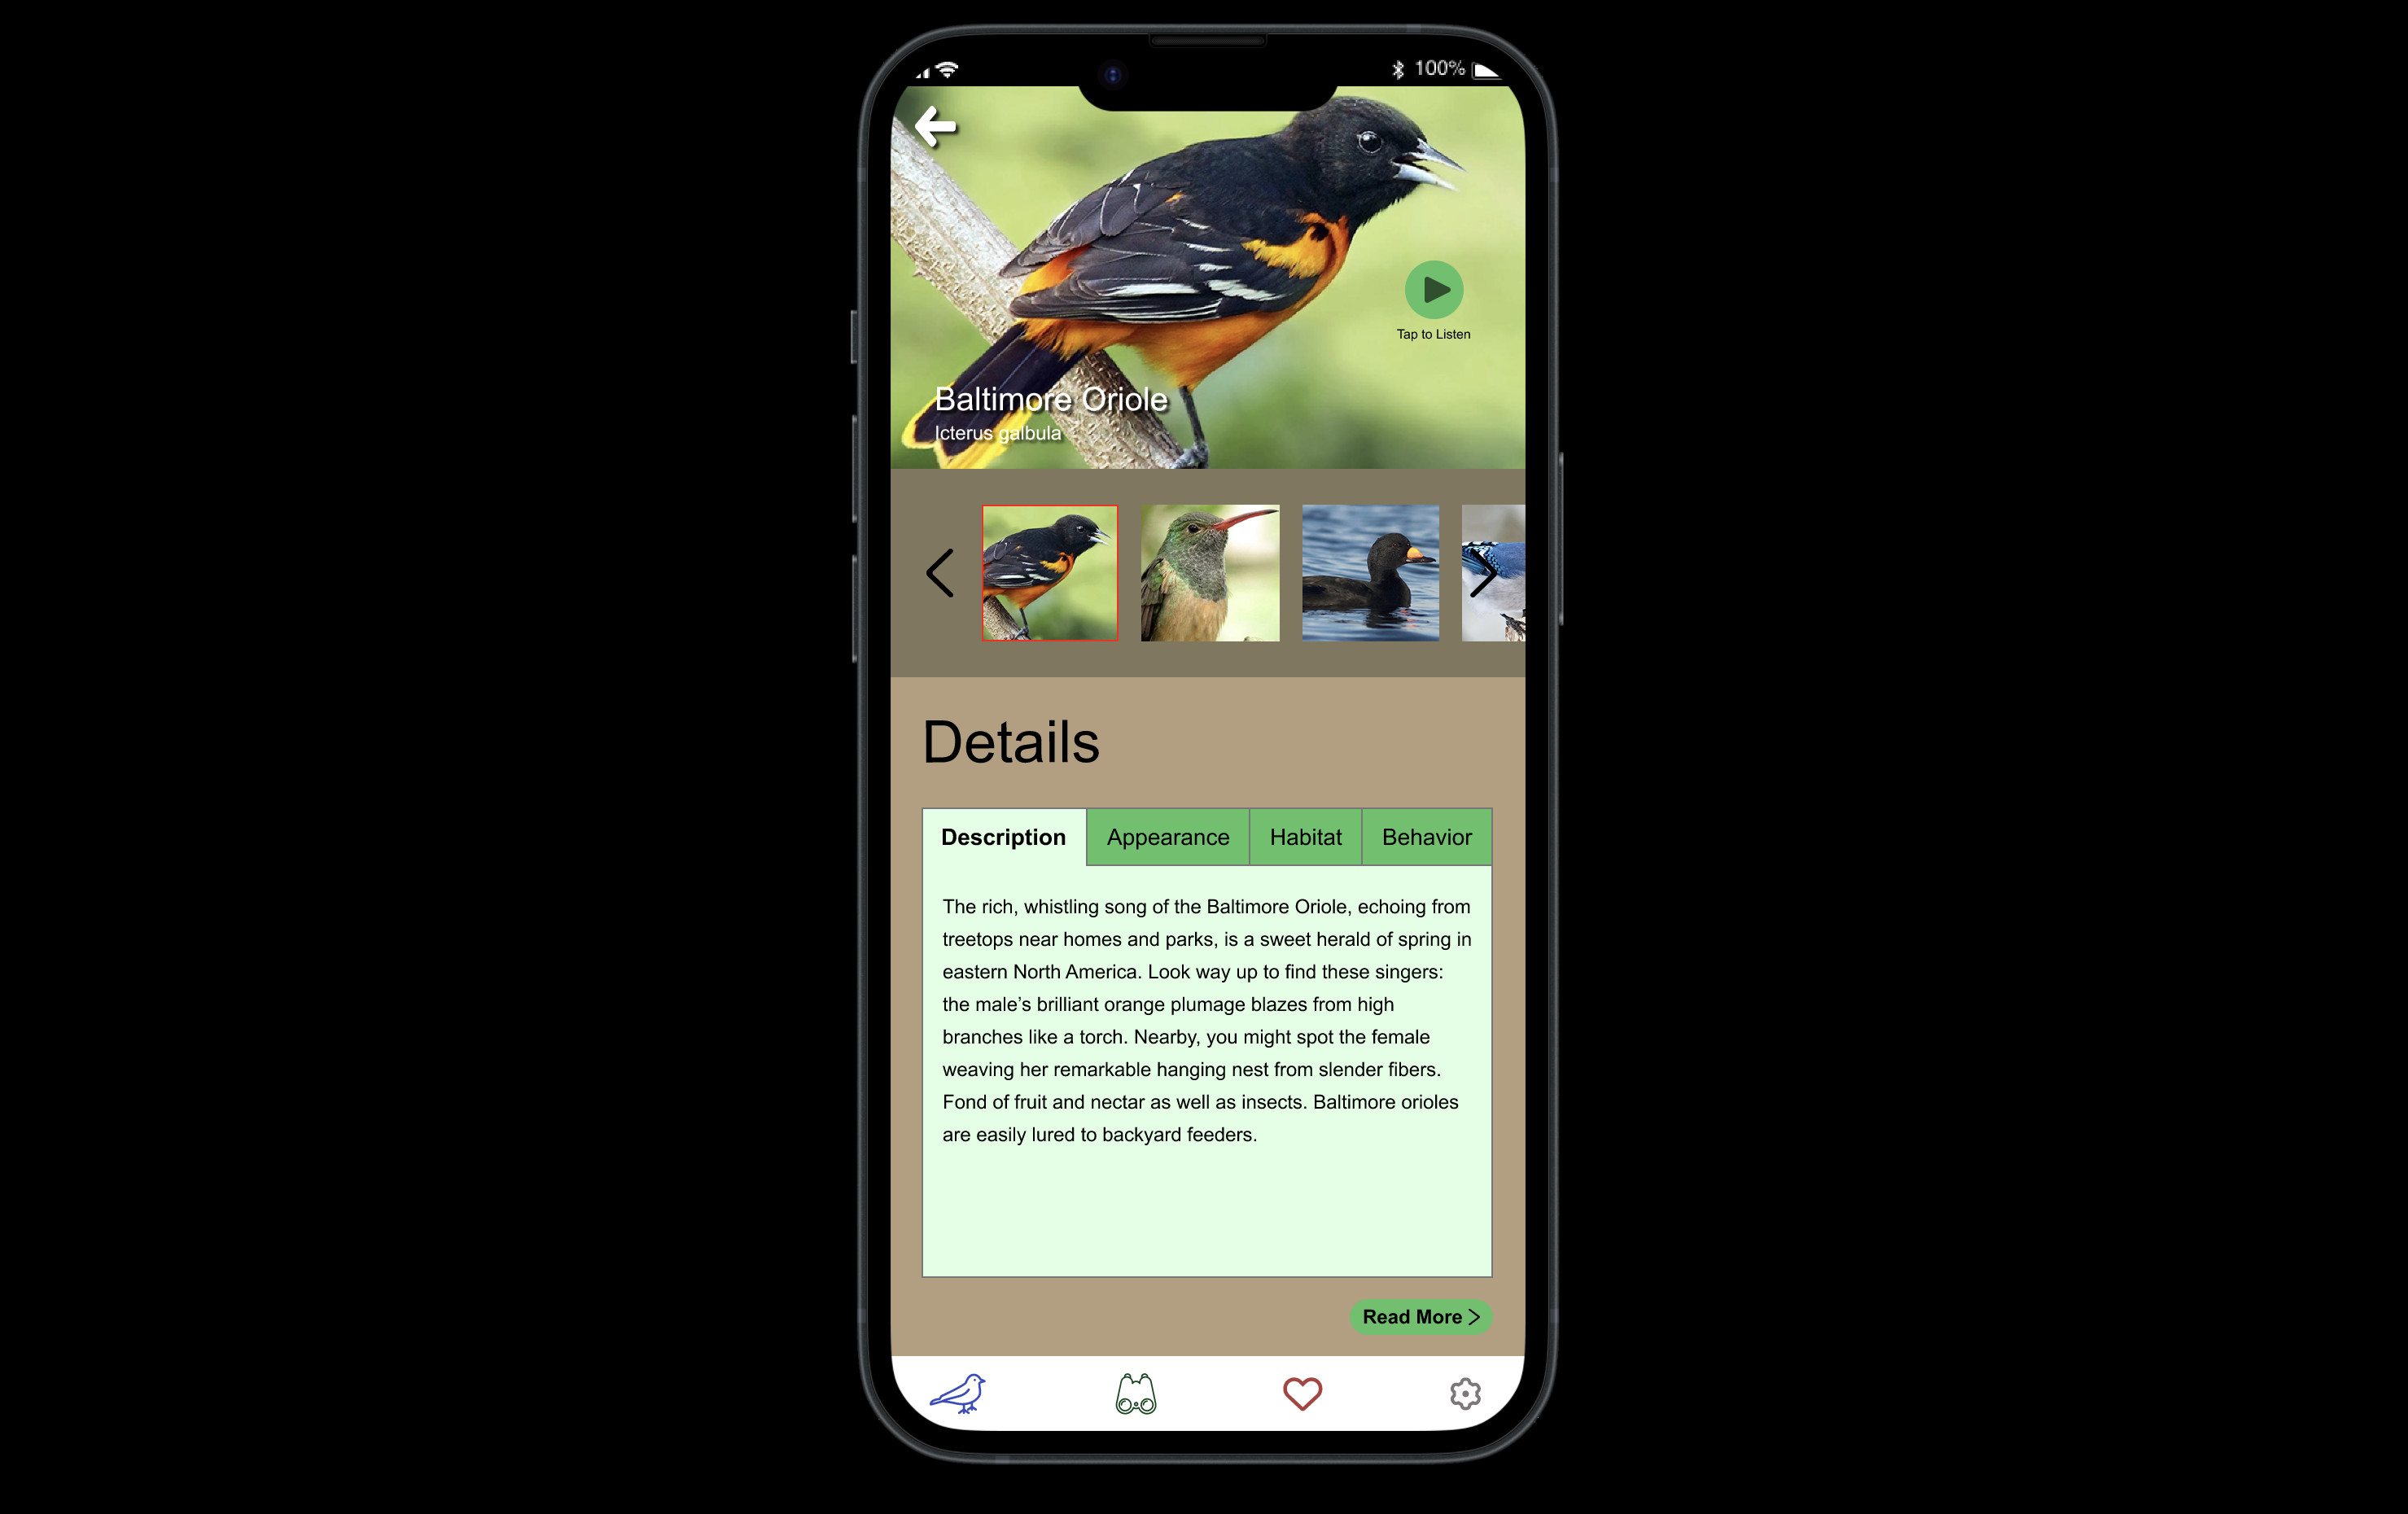 100%
Tap to Listen
Baltimore Oriole
Icterus galbula
Details
Description Appearance Habitat Behavior
The rich, whistling song of the Baltimore Oriole, echoing from
treetops near homes and parks, is a sweet herald of spring in
eastern North America. Look way up to find these singers:
the male’s brilliant orange plumage blazes from high
branches like a torch. Nearby, you might spot the female
weaving her remarkable hanging nest from slender fibers.
Fond of fruit and nectar as well as insects. Baltimore orioles
are easily lured to backyard feeders.
Read More